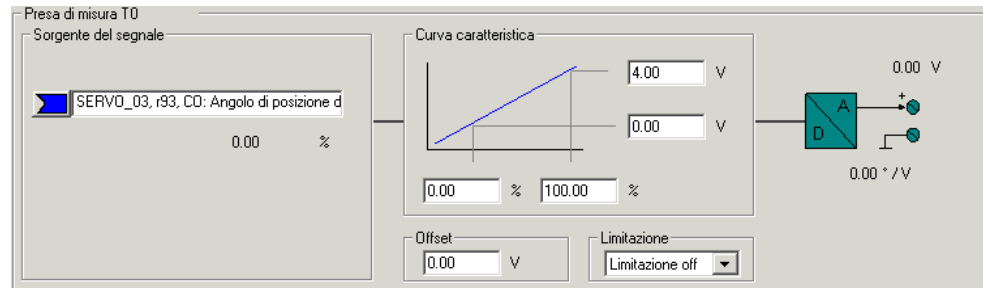 Presa di misura T0
Sorgente del segnale
SERVO_03, r93, CO: Angolo di posizione d
0.00 %
Curva caratteristica
4.00 V
0.00 V
0.00 % 100.00 %
Offset
0.00 V
Limitazione
Limitazione off
0.00 V
A
D
+
0.00 ° / V